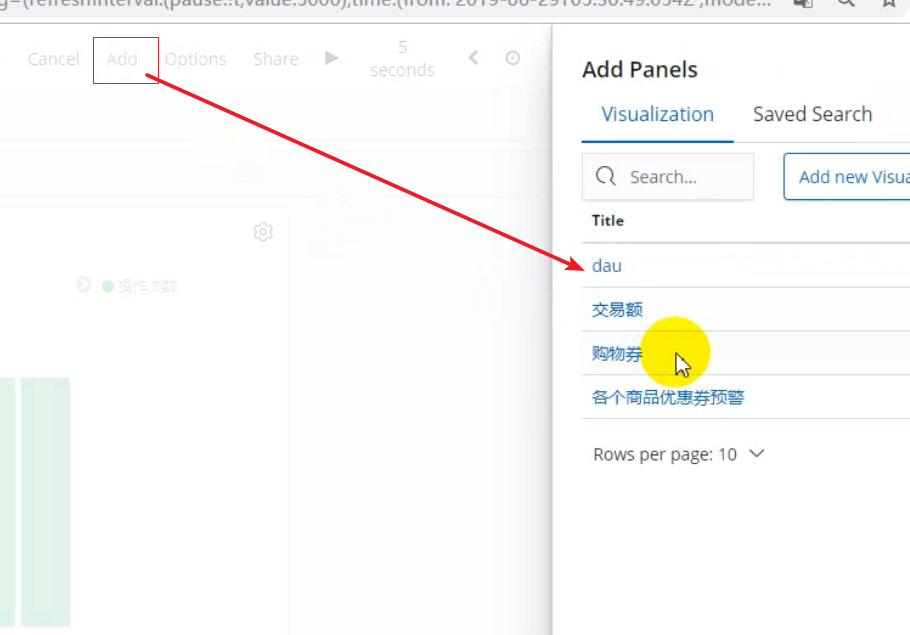 g=(refreshInterval:(pause:!t,value:5000),time:(from:'2019-06-29T05:30:49.034Z',mode...
Cancel Add Options Share 5 seconds
Add Panels
Visualization Saved Search
Search... Add new Visua
Title
操作次数
dau
交易额
购物券
各个商品优惠券预警
Rows per page: 10